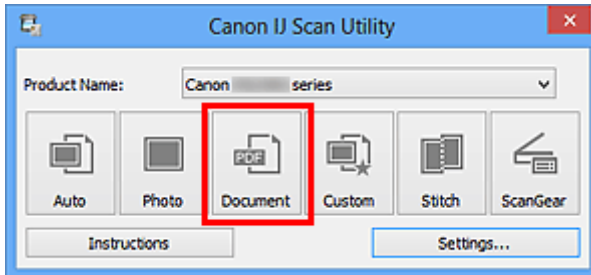 Canon IJ Scan Utility
Product Name: Canon series
PDF
Auto Photo Document Custom Stitch ScanGear
Instructions Settings...